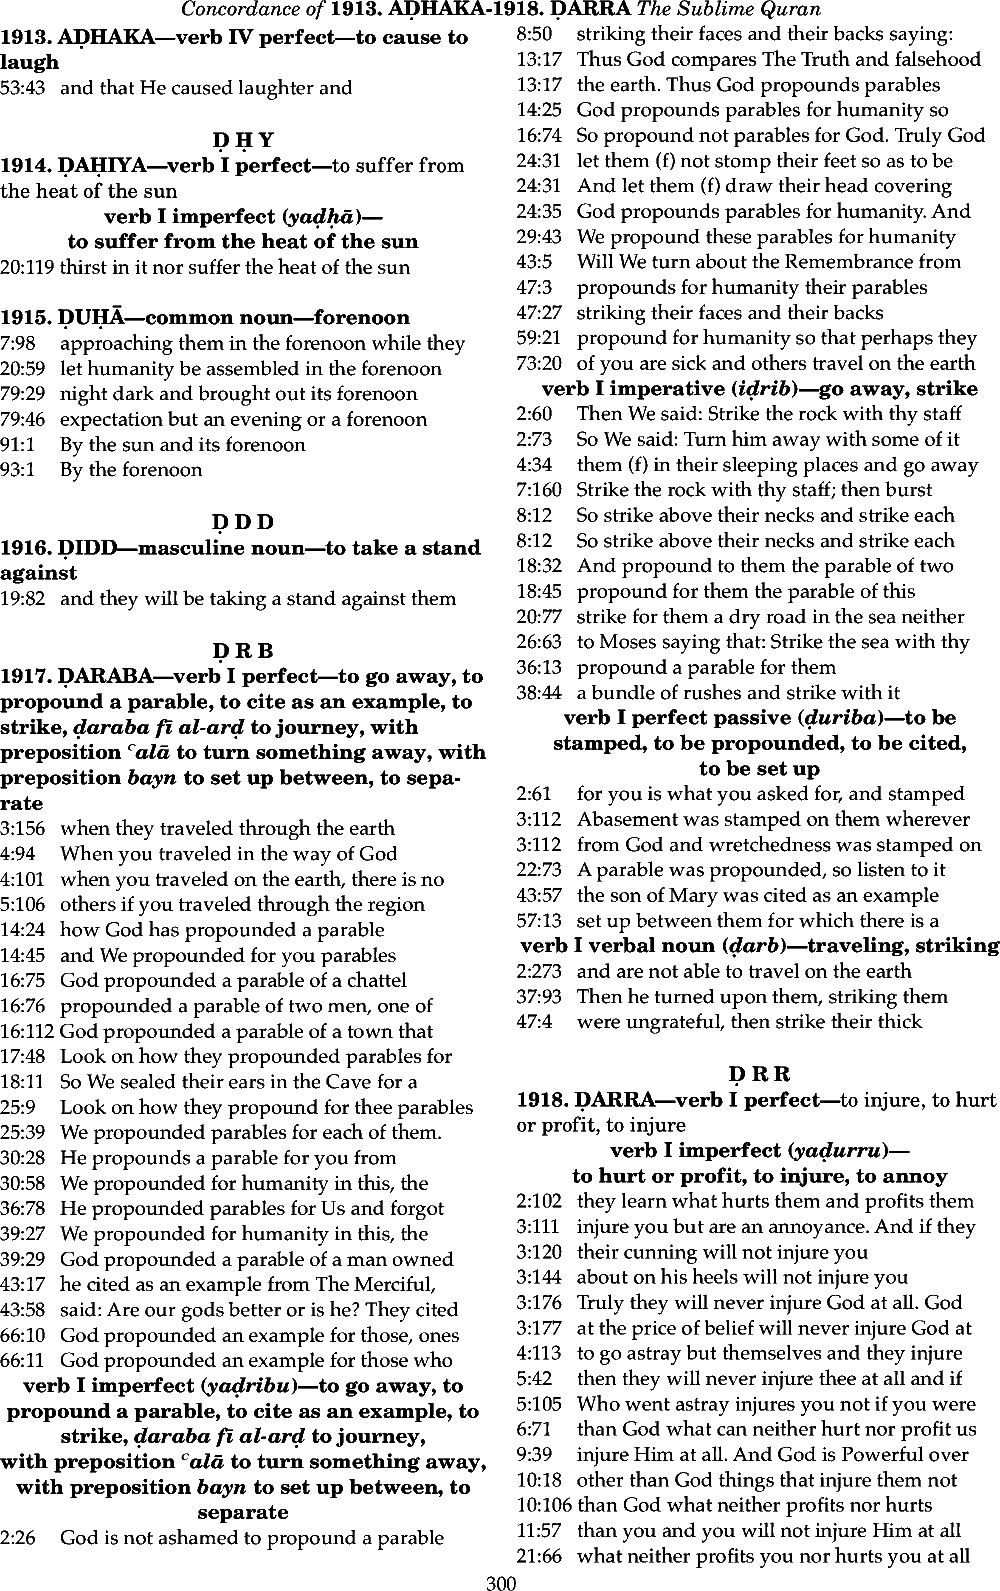 Concordance of 1913. AḌHAKA-1918. ḌARRA The Sublime Quran
1913. AḌHAKA—verb IV perfect—to cause to
laugh
53:43 and that He caused laughter and
Ḍ Ḥ Y
1914. ḌAḤIYA—verb I perfect—to suffer from
the heat of the sun
verb I imperfect (yaḍḥā)—
to suffer from the heat of the sun
20:119 thirst in it nor suffer the heat of the sun
1915. ḌUḤĀ—common noun—forenoon
7:98 approaching them in the forenoon while they
20:59 let humanity be assembled in the forenoon
79:29 night dark and brought out its forenoon
79:46 expectation but an evening or a forenoon
91:1 By the sun and its forenoon
93:1 By the forenoon
Ḍ D D
1916. ḌIDD—masculine noun—to take a stand
against
19:82 and they will be taking a stand against them
Ḍ R B
1917. ḌARABA—verb I perfect—to go away, to
propound a parable, to cite as an example, to
strike, ḍaraba fī al-arḍ to journey, with
preposition ᶜalā to turn something away, with
preposition bayn to set up between, to sepa-
rate
3:156 when they traveled through the earth
4:94 When you traveled in the way of God
4:101 when you traveled on the earth, there is no
5:106 others if you traveled through the region
14:24 how God has propounded a parable
14:45 and We propounded for you parables
16:75 God propounded a parable of a chattel
16:76 propounded a parable of two men, one of
16:112 God propounded a parable of a town that
17:48 Look on how they propounded parables for
18:11 So We sealed their ears in the Cave for a
25:9 Look on how they propound for thee parables
25:39 We propounded parables for each of them.
30:28 He propounds a parable for you from
30:58 We propounded for humanity in this, the
36:78 He propounded parables for Us and forgot
39:27 We propounded for humanity in this, the
39:29 God propounded a parable of a man owned
43:17 he cited as an example from The Merciful,
43:58 said: Are our gods better or is he? They cited
66:10 God propounded an example for those, ones
66:11 God propounded an example for those who
verb I imperfect (yaḍribu)—to go away, to
propound a parable, to cite as an example, to
strike, ḍaraba fī al-arḍ to journey,
with preposition ᶜalā to turn something away,
with preposition bayn to set up between, to
separate
2:26 God is not ashamed to propound a parable
8:50 striking their faces and their backs saying:
13:17 Thus God compares The Truth and falsehood
13:17 the earth. Thus God propounds parables
14:25 God propounds parables for humanity so
16:74 So propound not parables for God. Truly God
24:31 let them (f) not stomp their feet so as to be
24:31 And let them (f) draw their head covering
24:35 God propounds parables for humanity. And
29:43 We propound these parables for humanity
43:5 Will We turn about the Remembrance from
47:3 propounds for humanity their parables
47:27 striking their faces and their backs
59:21 propound for humanity so that perhaps they
73:20 of you are sick and others travel on the earth
verb I imperative (iḍrib)—go away, strike
2:60 Then We said: Strike the rock with thy staff
2:73 So We said: Turn him away with some of it
4:34 them (f) in their sleeping places and go away
7:160 Strike the rock with thy staff; then burst
8:12 So strike above their necks and strike each
8:12 So strike above their necks and strike each
18:32 And propound to them the parable of two
18:45 propound for them the parable of this
20:77 strike for them a dry road in the sea neither
26:63 to Moses saying that: Strike the sea with thy
36:13 propound a parable for them
38:44 a bundle of rushes and strike with it
verb I perfect passive (ḍuriba)—to be
stamped, to be propounded, to be cited,
to be set up
2:61 for you is what you asked for, and stamped
3:112 Abasement was stamped on them wherever
3:112 from God and wretchedness was stamped on
22:73 A parable was propounded, so listen to it
43:57 the son of Mary was cited as an example
57:13 set up between them for which there is a
verb I verbal noun (ḍarb)—traveling, striking
2:273 and are not able to travel on the earth
37:93 Then he turned upon them, striking them
47:4 were ungrateful, then strike their thick
Ḍ R R
1918. ḌARRA—verb I perfect—to injure, to hurt
or profit, to injure
verb I imperfect (yaḍurru)—
to hurt or profit, to injure, to annoy
2:102 they learn what hurts them and profits them
3:111 injure you but are an annoyance. And if they
3:120 their cunning will not injure you
3:144 about on his heels will not injure you
3:176 Truly they will never injure God at all. God
3:177 at the price of belief will never injure God at
4:113 to go astray but themselves and they injure
5:42 then they will never injure thee at all and if
5:105 Who went astray injures you not if you were
6:71 than God what can neither hurt nor profit us
9:39 injure Him at all. And God is Powerful over
10:18 other than God things that injure them not
10:106 than God what neither profits nor hurts
11:57 than you and you will not injure Him at all
21:66 what neither profits you nor hurts you at all
300